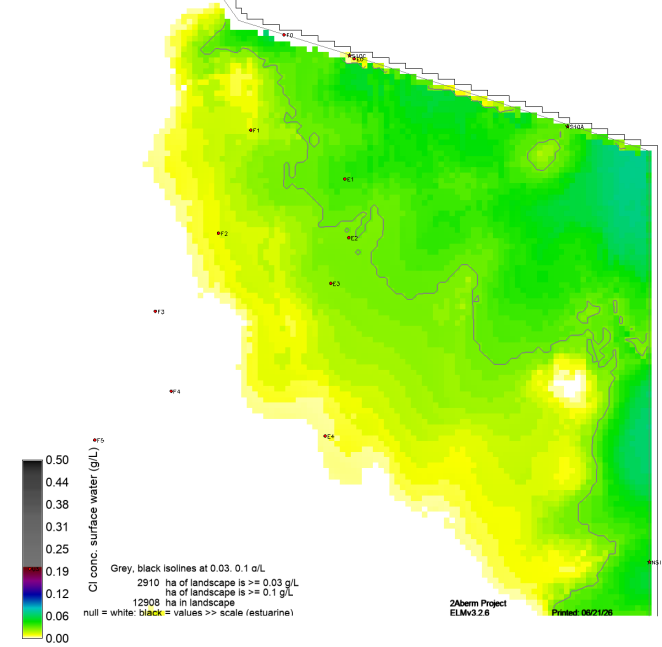 F0
S10C
E0
S10A
F1
E1
F2
E2
E3
F3
F4
E4
F5
0.50
0.44
0.38
0.31
0.25
0.19
0.12
0.06
0.00
Cl conc. surface water (g/L)
Grey, black isolines at 0.03, 0.1 g/L
2910 ha of landscape is >= 0.03 g/L
ha of landscape is >= 0.1 g/L
12908 ha in landscape
null = white; black = values >> scale (estuarine)
2Aberm Project
ELMv3.2.6
Printed: 06/21/26